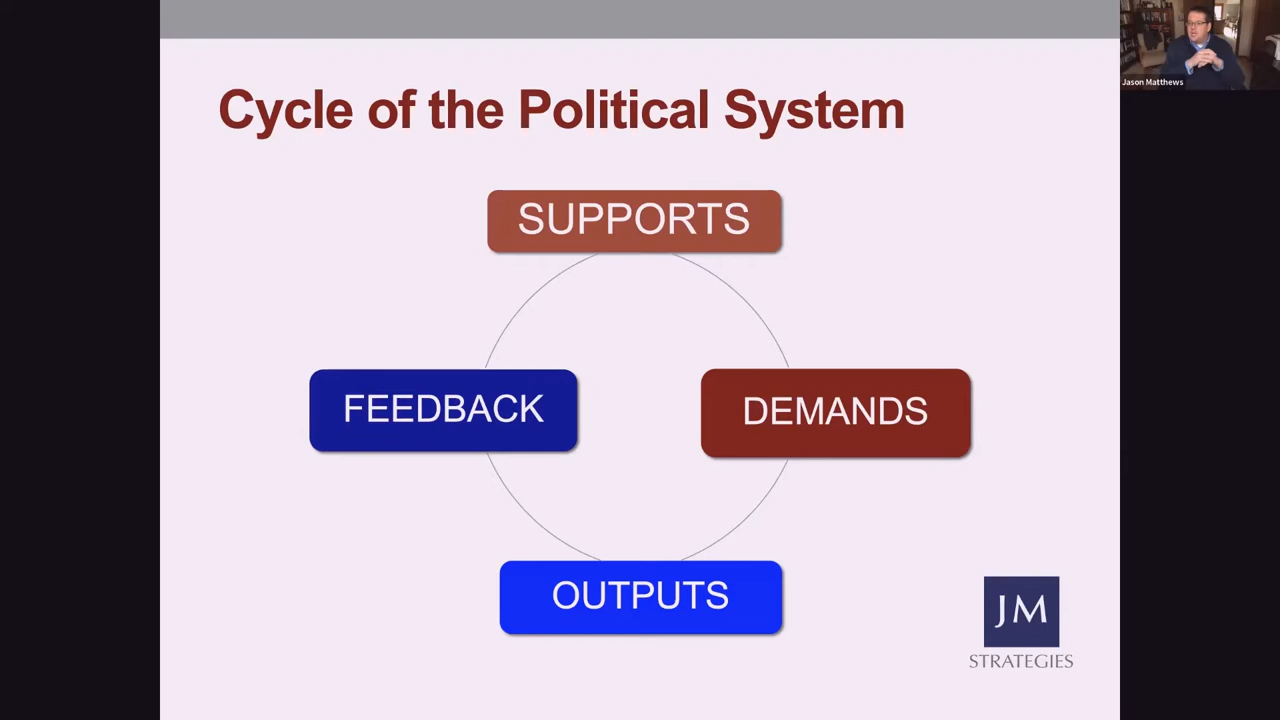 Jason Matthews
Cycle of the Political System
SUPPORTS
FEEDBACK
DEMANDS
OUTPUTS
JM
STRATEGIES